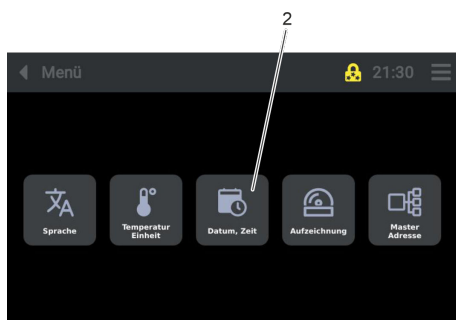 2
Menü
21:30
Sprache
Temperatur
Einheit
Datum, Zeit
Aufzeichnung
Master
Adresse